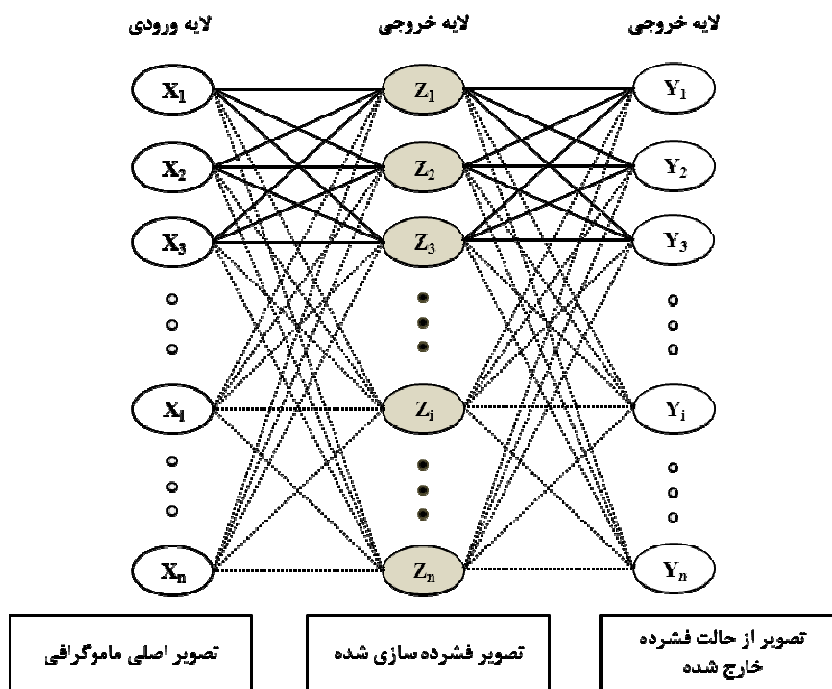 لایه ورودی
لایه خروجی
لایه خروجی
X1
Z1
Y1
X2
Z2
Y2
X3
Z3
Y3
Xi
Zi
Yi
Xn
Zn
Yn
تصویر اصلی ماموگرافی
تصویر فشرده سازی شده
تصویر از حالت فشرده
خارج شده